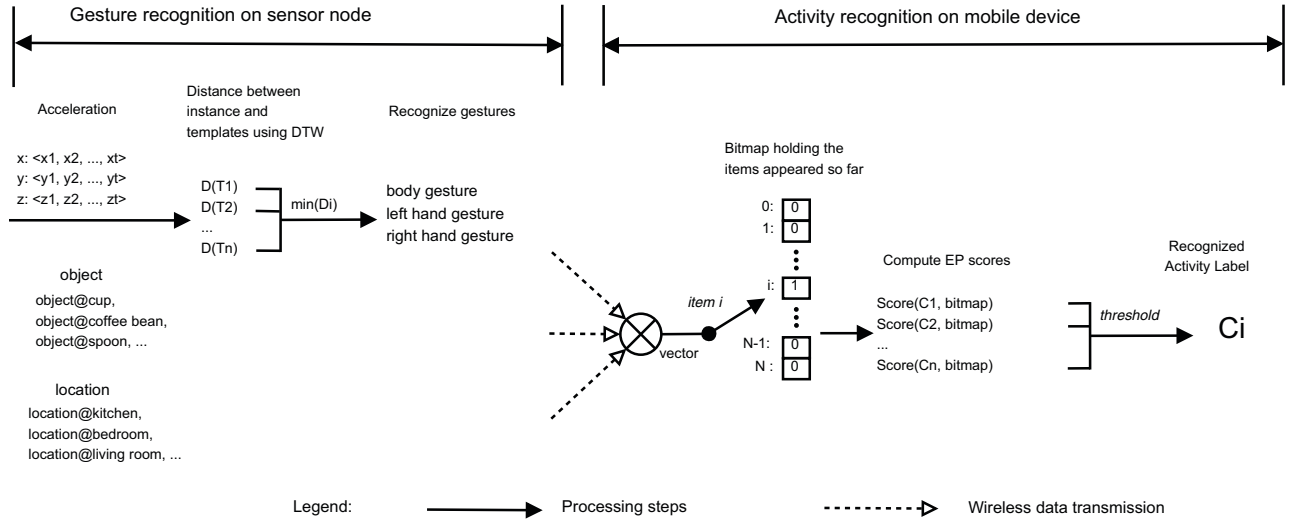 Gesture recognition on sensor node
Activity recognition on mobile device
Acceleration
x: <x1, x2, ..., xt>
y: <y1, y2, ..., yt>
z: <z1, z2, ..., zt>
Distance between
instance and
templates using DTW
D(T1)
D(T2)
...
D(Tn)
min(Di)
Recognize gestures
body gesture
left hand gesture
right hand gesture
object
object@cup,
object@coffee bean,
object@spoon, ...
location
location@kitchen,
location@bedroom,
location@living room, ...
vector
item i
Bitmap holding the
items appeared so far
0: 0
1: 0
i: 1
N-1: 0
N : 0
Compute EP scores
Score(C1, bitmap)
Score(C2, bitmap)
...
Score(Cn, bitmap)
threshold
Recognized
Activity Label
Ci
Legend:
Processing steps
Wireless data transmission